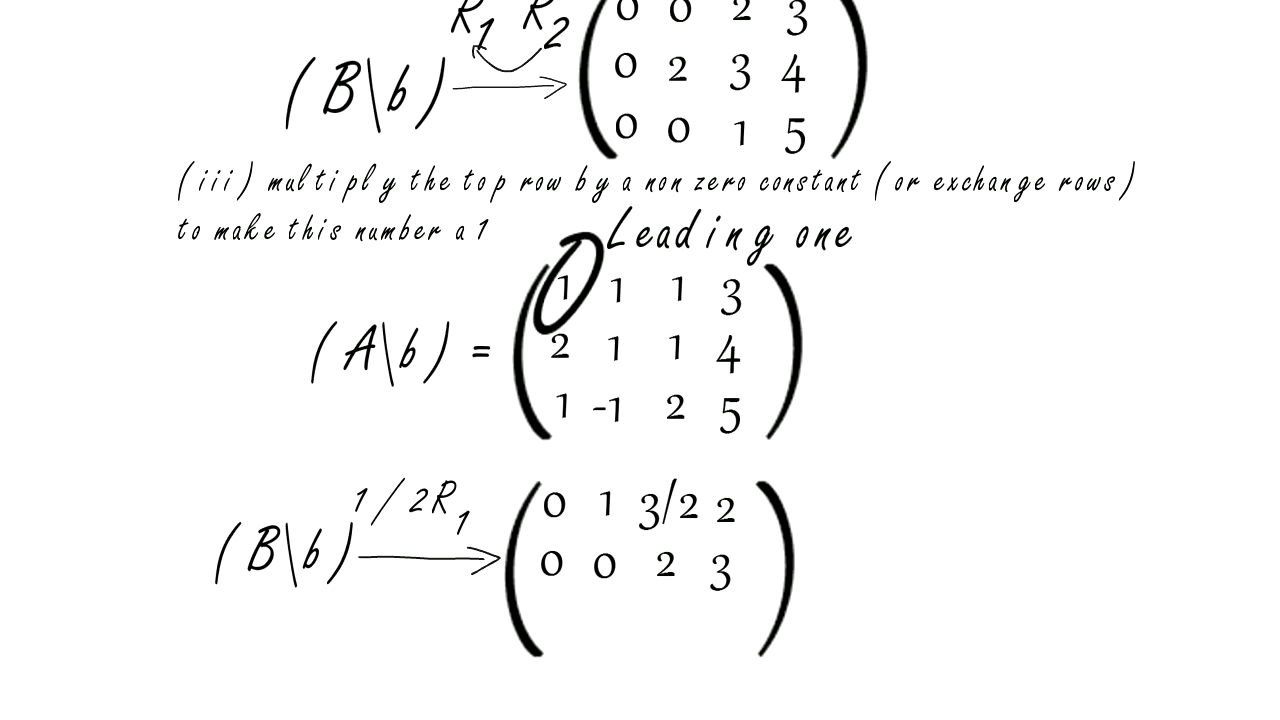 R1 R2
0 0 2 3
(B\b) → 0 2 3 4
0 0 1 5
(iii) multiply the top row by a non zero constant (or exchange rows)
to make this number a 1
Leading one
1 1 1 3
(A\b) = 2 1 1 4
1 -1 2 5
1/2R1
0 1 3/2 2
(B\b) → 0 0 2 3